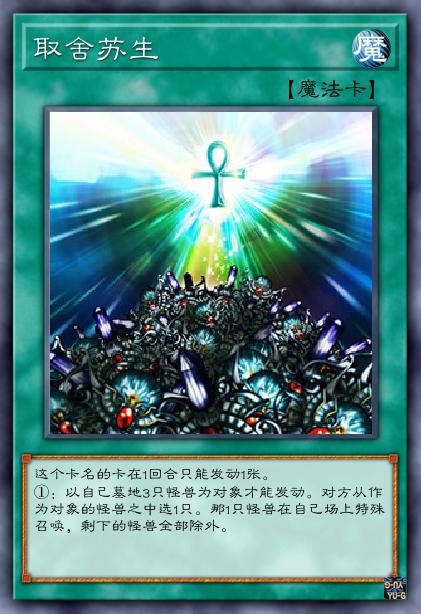 取舍苏生
魔
【魔法卡】
这个卡名的卡在1回合只能发动1张。
①：以自己墓地3只怪兽为对象才能发动。对方从作
为对象的怪兽之中选1只。那1只怪兽在自己场上特殊
召唤，剩下的怪兽全部除外。
YU-G